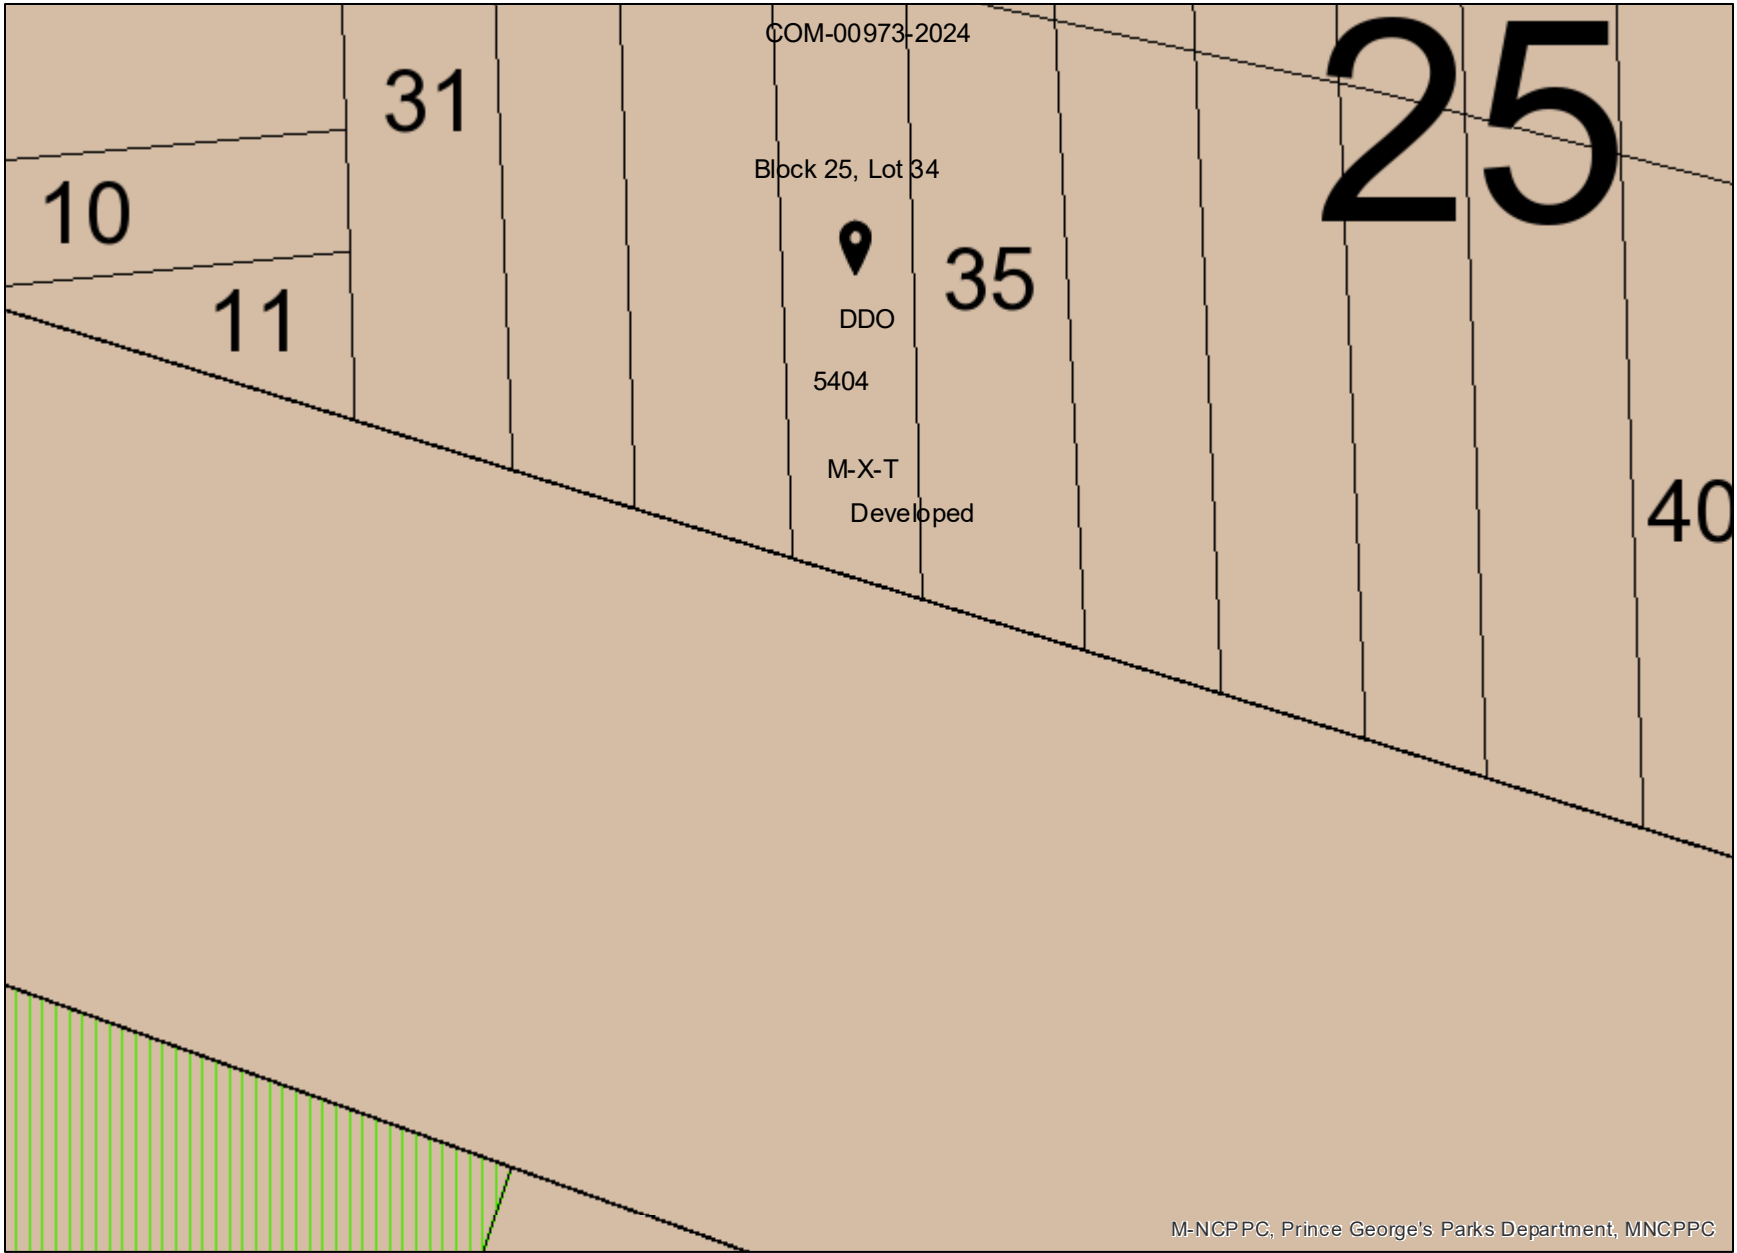 COM-00973-2024
25
31
Block 25, Lot 34
10
35
11
DDO
5404
M-X-T
Developed
40
M-NCPPC, Prince George's Parks Department, MNCPPC